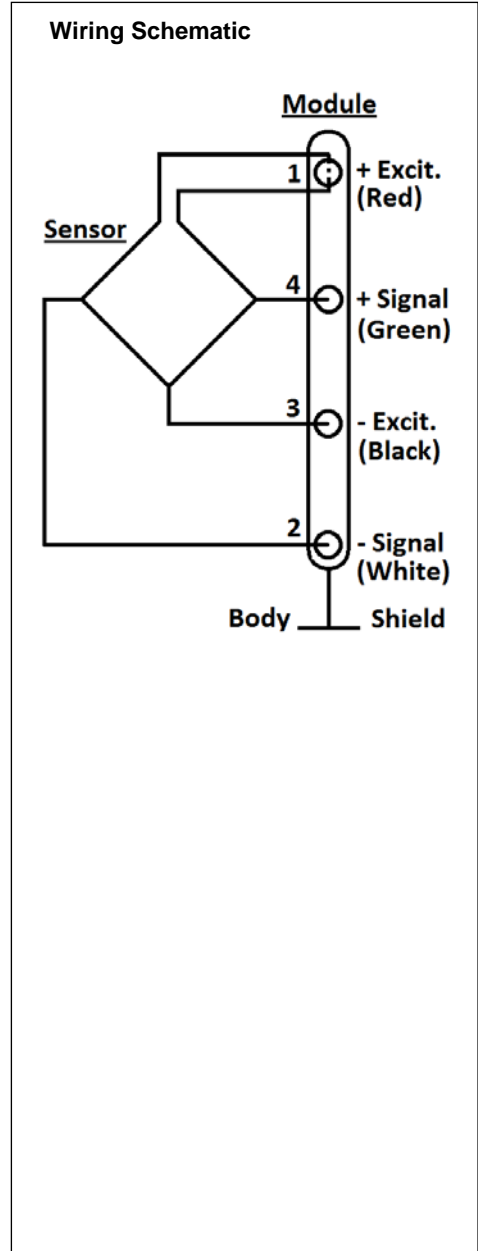 Wiring Schematic
Module
1
+ Excit.
(Red)
Sensor
4
+ Signal
(Green)
3
- Excit.
(Black)
2
- Signal
(White)
Body
Shield